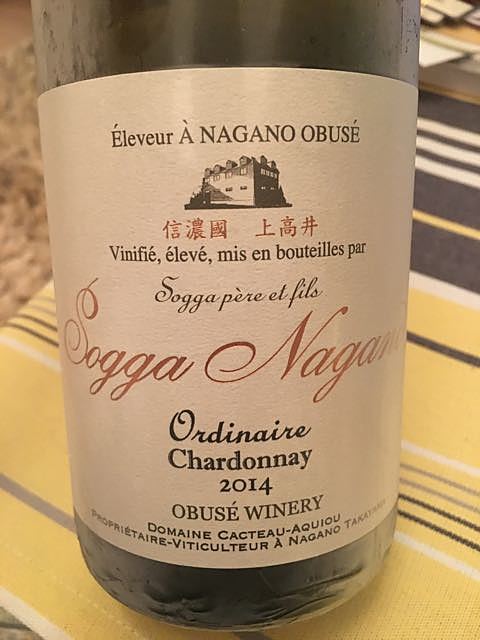 Éleveur À NAGANO OBUSÉ
信濃國 上高井
Vinifié, élevé, mis en bouteilles par
Sogga père et fils
Sogga Nagano
Ordinaire
Chardonnay
2014
OBUSÉ WINERY
DOMAINE CACTEAU-AQUIOU
PROPRIÉTAIRE-VITICULTEUR À NAGANO TAKAYAMA